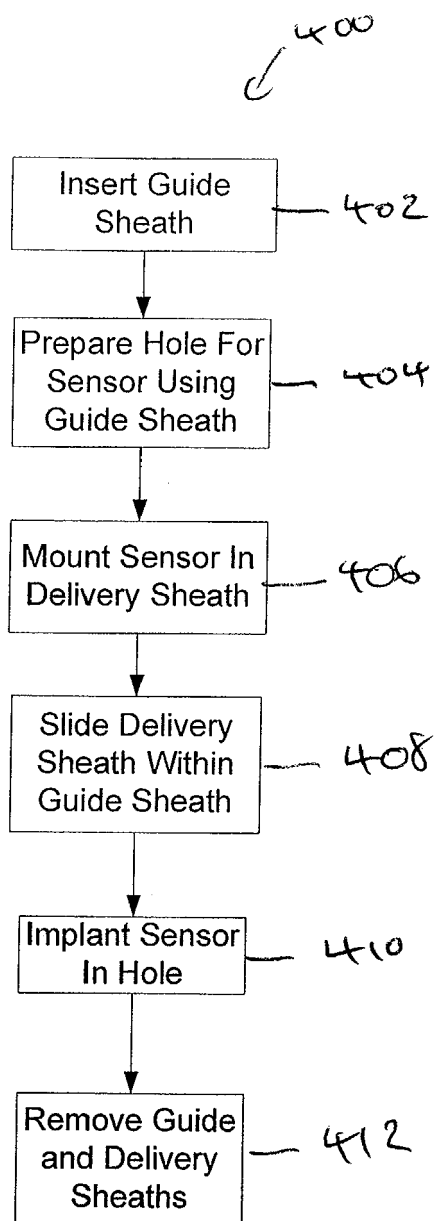 400
Insert Guide
Sheath
402
Prepare Hole For
Sensor Using
Guide Sheath
404
Mount Sensor In
Delivery Sheath
406
Slide Delivery
Sheath Within
Guide Sheath
408
Implant Sensor
In Hole
410
Remove Guide
and Delivery
Sheaths
412